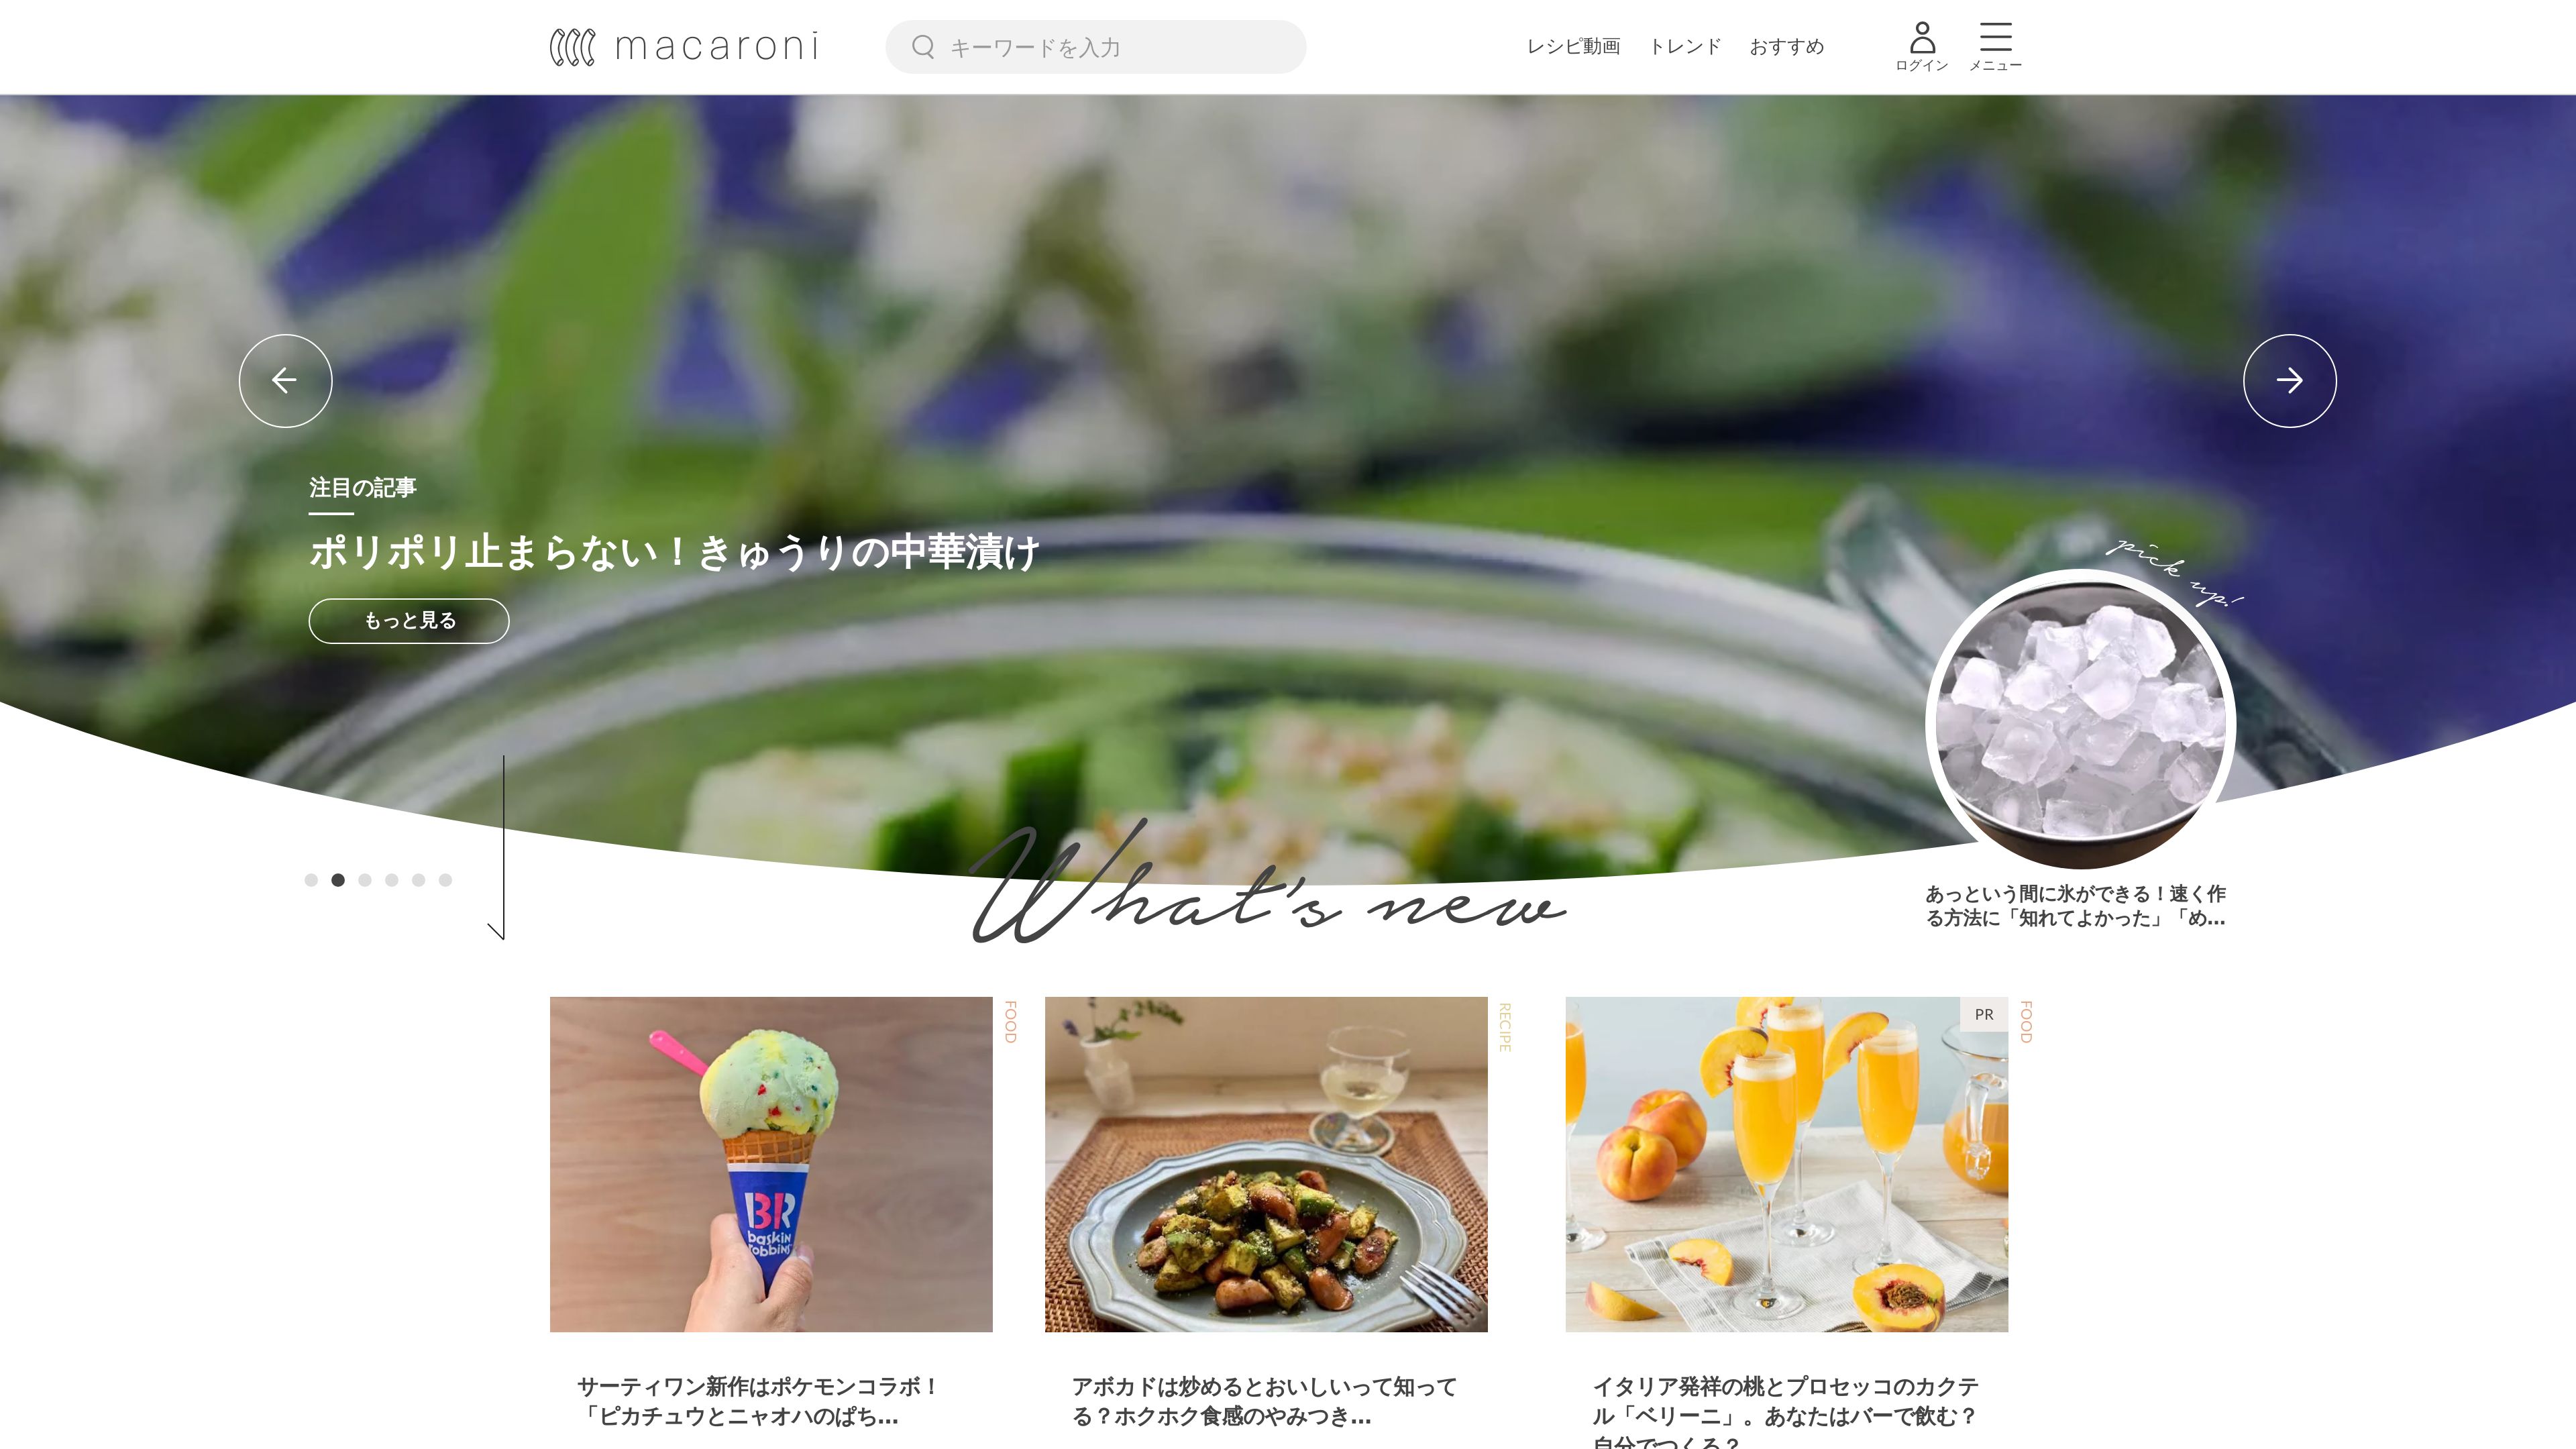 macaroni
キーワードを入力
レシピ動画
トレンド
おすすめ
ログイン
メニュー
注目の記事
ポリポリ止まらない！きゅうりの中華漬け
もっと見る
pick up!
あっという間に氷ができる！速く作
る方法に「知れてよかった」「め...
What's new
FOOD
BR
baskin
robbins
サーティワン新作はポケモンコラボ！
「ピカチュウとニャオハのぱち...
RECIPE
アボカドは炒めるとおいしいって知って
る？ホクホク食感のやみつき...
PR
FOOD
イタリア発祥の桃とプロセッコのカクテ
ル「ベリーニ」。あなたはバーで飲む？
自分でつくる？